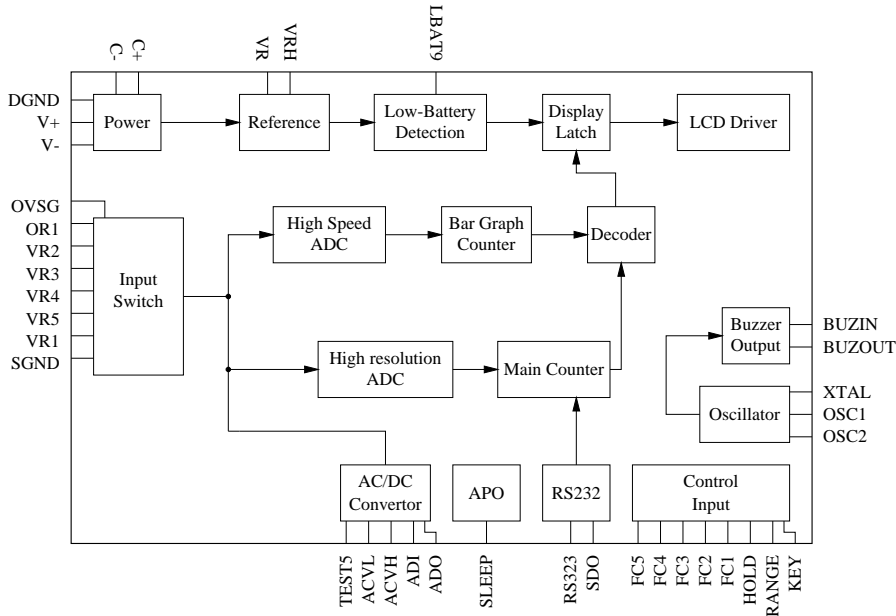 C-
C+
VR
VRH
LBAT9
DGND
V+
V-
Power
Reference
Low-Battery
Detection
Display
Latch
LCD Driver
OVSG
OR1
VR2
VR3
VR4
VR5
VR1
SGND
Input
Switch
High Speed
ADC
Bar Graph
Counter
Decoder
High resolution
ADC
Main Counter
Buzzer
Output
BUZIN
BUZOUT
Oscillator
XTAL
OSC1
OSC2
AC/DC
Convertor
APO
RS232
Control
Input
TEST5
ACVL
ACVH
ADI
ADO
SLEEP
RS323
SDO
FC5
FC4
FC3
FC2
FC1
HOLD
RANGE
KEY